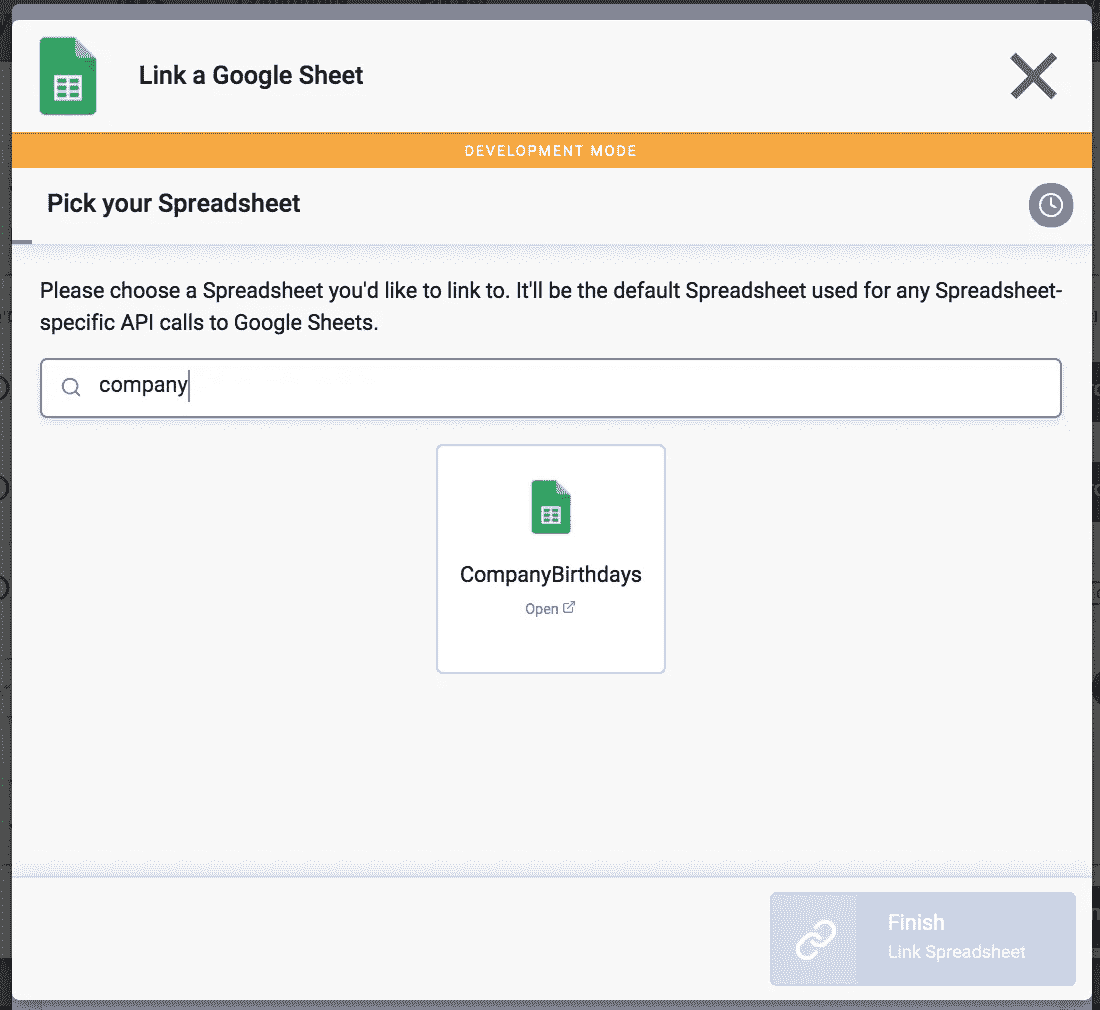 Link a Google Sheet
DEVELOPMENT MODE
Pick your Spreadsheet
Please choose a Spreadsheet you'd like to link to. It'll be the default Spreadsheet used for any Spreadsheet-
specific API calls to Google Sheets.
company
CompanyBirthdays
Open
Finish
Link Spreadsheet